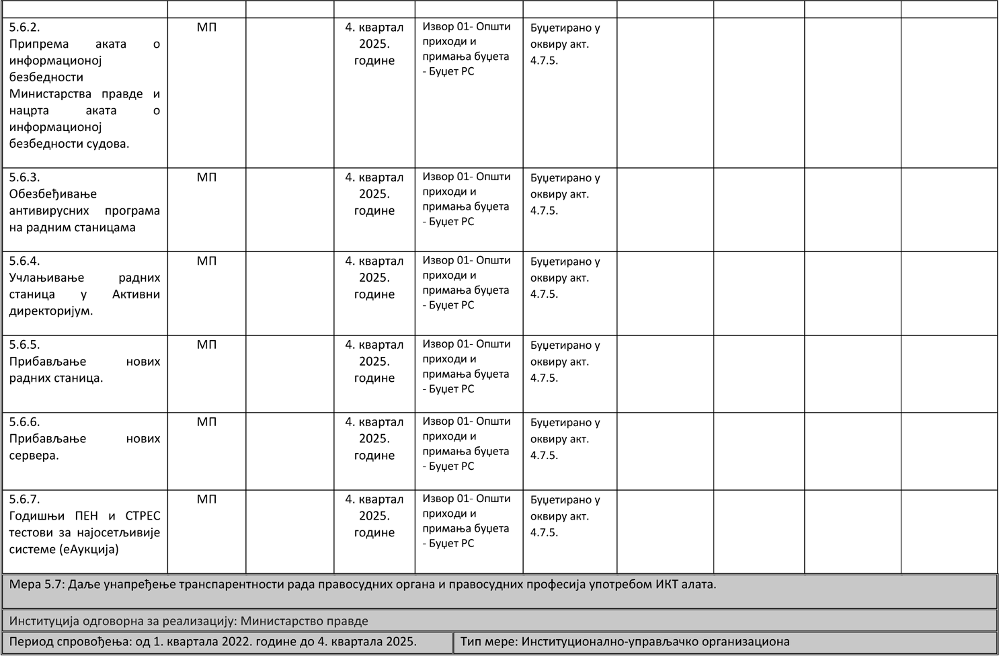 5.6.2.
Припрема аката о
информационој
безбедности
Министарства правде и
нацрта аката о
информационој
безбедности судова.
МП
4. квартал
2025.
године
Извор 01- Општи
приходи и
примања буџета
- Буџет РС
Буџетирано у
оквиру акт.
4.7.5.
5.6.3.
Обезбеђивање
антивирусних програма
на радним станицама
МП
4. квартал
2025.
године
Извор 01- Општи
приходи и
примања буџета
- Буџет РС
Буџетирано у
оквиру акт.
4.7.5.
5.6.4.
Учлањивање радних
станица у Активни
директоријум.
МП
4. квартал
2025.
године
Извор 01- Општи
приходи и
примања буџета
- Буџет РС
Буџетирано у
оквиру акт.
4.7.5.
5.6.5.
Прибављање нових
радних станица.
МП
4. квартал
2025.
године
Извор 01- Општи
приходи и
примања буџета
- Буџет РС
Буџетирано у
оквиру акт.
4.7.5.
5.6.6.
Прибављање нових
сервера.
МП
4. квартал
2025.
године
Извор 01- Општи
приходи и
примања буџета
- Буџет РС
Буџетирано у
оквиру акт.
4.7.5.
5.6.7.
Годишњи ПЕН и СТРЕС
тестови за најосетљивије
системе (еАукција)
МП
4. квартал
2025.
године
Извор 01- Општи
приходи и
примања буџета
- Буџет РС
Буџетирано у
оквиру акт.
4.7.5.
Мера 5.7: Даље унапређење транспарентности рада правосудних органа и правосудних професија употребом ИКТ алата.
Институција одговорна за реализацију: Министарство правде
Период спровођења: од 1. квартала 2022. године до 4. квартала 2025.
Тип мере: Институционално-управљачко организациона